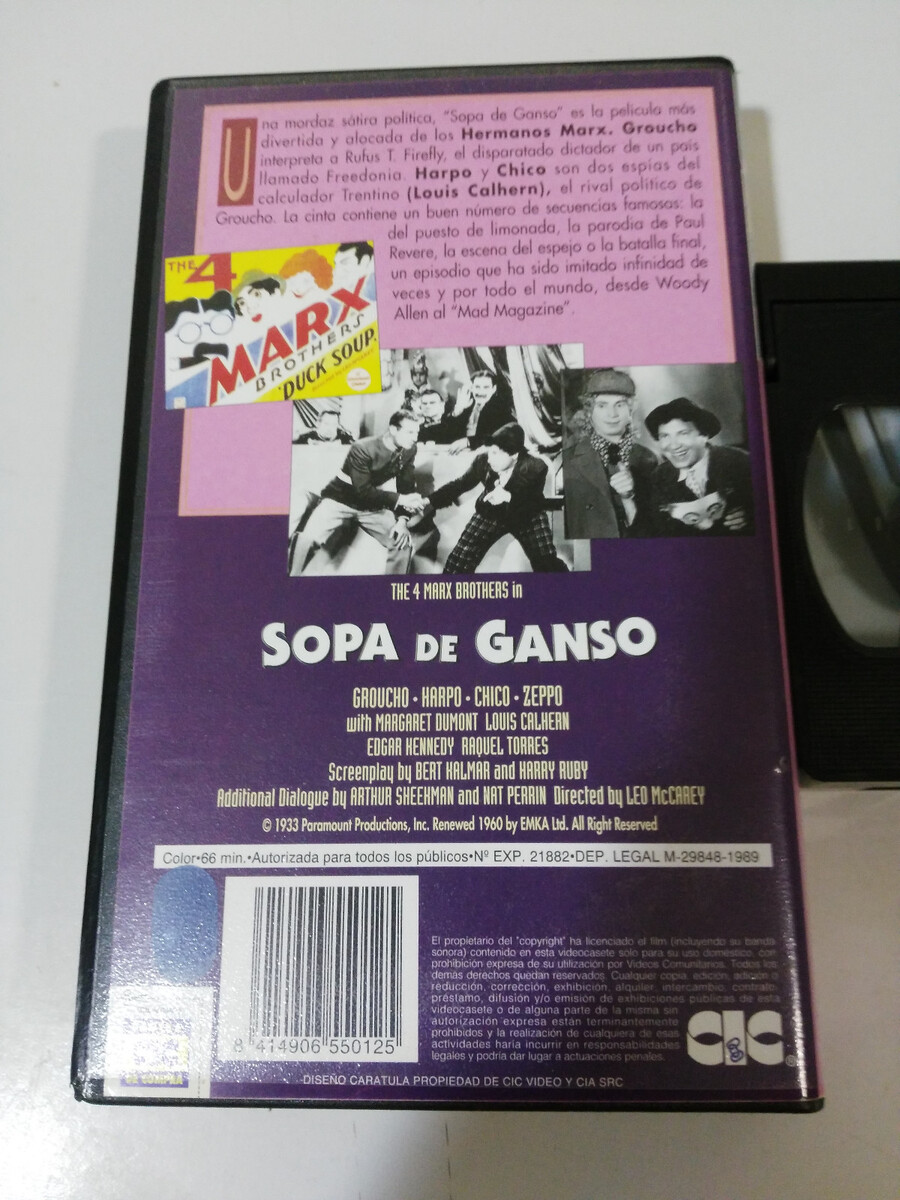 Una mordaz sátira política, "Sopa de Ganso" es la película más
divertida y alocada de los Hermanos Marx. Groucho
interpreta a Rufus T. Firefly, el disparatado dictador de un país
llamado Freedonia. Harpo y Chico son dos espías del
calculador Trentino (Louis Calhern), el rival político de
Groucho. La cinta contiene un buen número de secuencias famosas: la
del puesto de limonada, la parodia de Paul
Revere, la escena del espejo o la batalla final,
un episodio que ha sido imitado infinidad de
veces y por todo el mundo, desde Woody
Allen al "Mad Magazine".
THE 4
MARX
BROTHERS
'DUCK SOUP'
THE 4 MARX BROTHERS in
SOPA DE GANSO
GROUCHO • HARPO • CHICO • ZEPPO
with MARGARET DUMONT LOUIS CALHERN
EDGAR KENNEDY RAQUEL TORRES
Screenplay by BERT KALMAR and HARRY RUBY
Additional Dialogue by ARTHUR SHEEKMAN and NAT PERRIN Directed by LEO McCAREY
© 1933 Paramount Productions, Inc. Renewed 1960 by EMKA Ltd. All Right Reserved
Color•66 min.•Autorizada para todos los públicos•Nº EXP. 21882•DEP. LEGAL M-29848-1989
El propietario del "copyright" ha licenciado el film (incluyendo su banda
sonora) contenido en esta videocasete solo para su uso doméstico, con
prohibición expresa de su utilización por Videos Comunitarios. Todos los
demás derechos quedan reservados. Cualquier copia, edición, adición o
reducción, corrección, exhibición, alquiler, intercambio, contrato,
préstamo, difusión y/o emisión de exhibiciones públicas de esta
videocasete o de alguna parte de la misma sin
autorización expresa están terminantemente
prohibidos y la realización de cualquiera de esas
actividades haría incurrir en responsabilidades
legales y podría dar lugar a actuaciones penales.
CIC
8 414906 550125
DE COMPRA
DISEÑO CARATULA PROPIEDAD DE CIC VIDEO Y CIA SRC